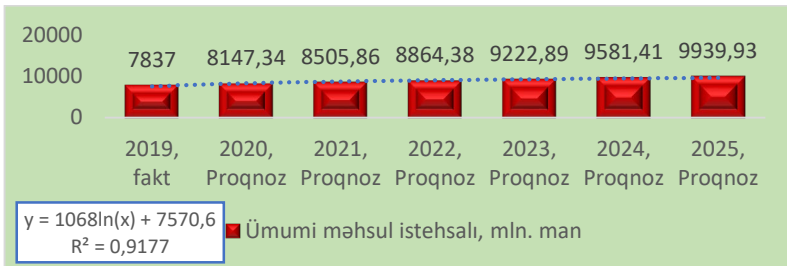 20000
10000
0
7837 8147,34 8505,86 8864,38 9222,89 9581,41 9939,93
2019, 2020, 2021, 2022, 2023, 2024, 2025,
fakt Proqnoz Proqnoz Proqnoz Proqnoz Proqnoz Proqnoz
y = 1068ln(x) + 7570,6
R² = 0,9177
Ümumi məhsul istehsalı, mln. man